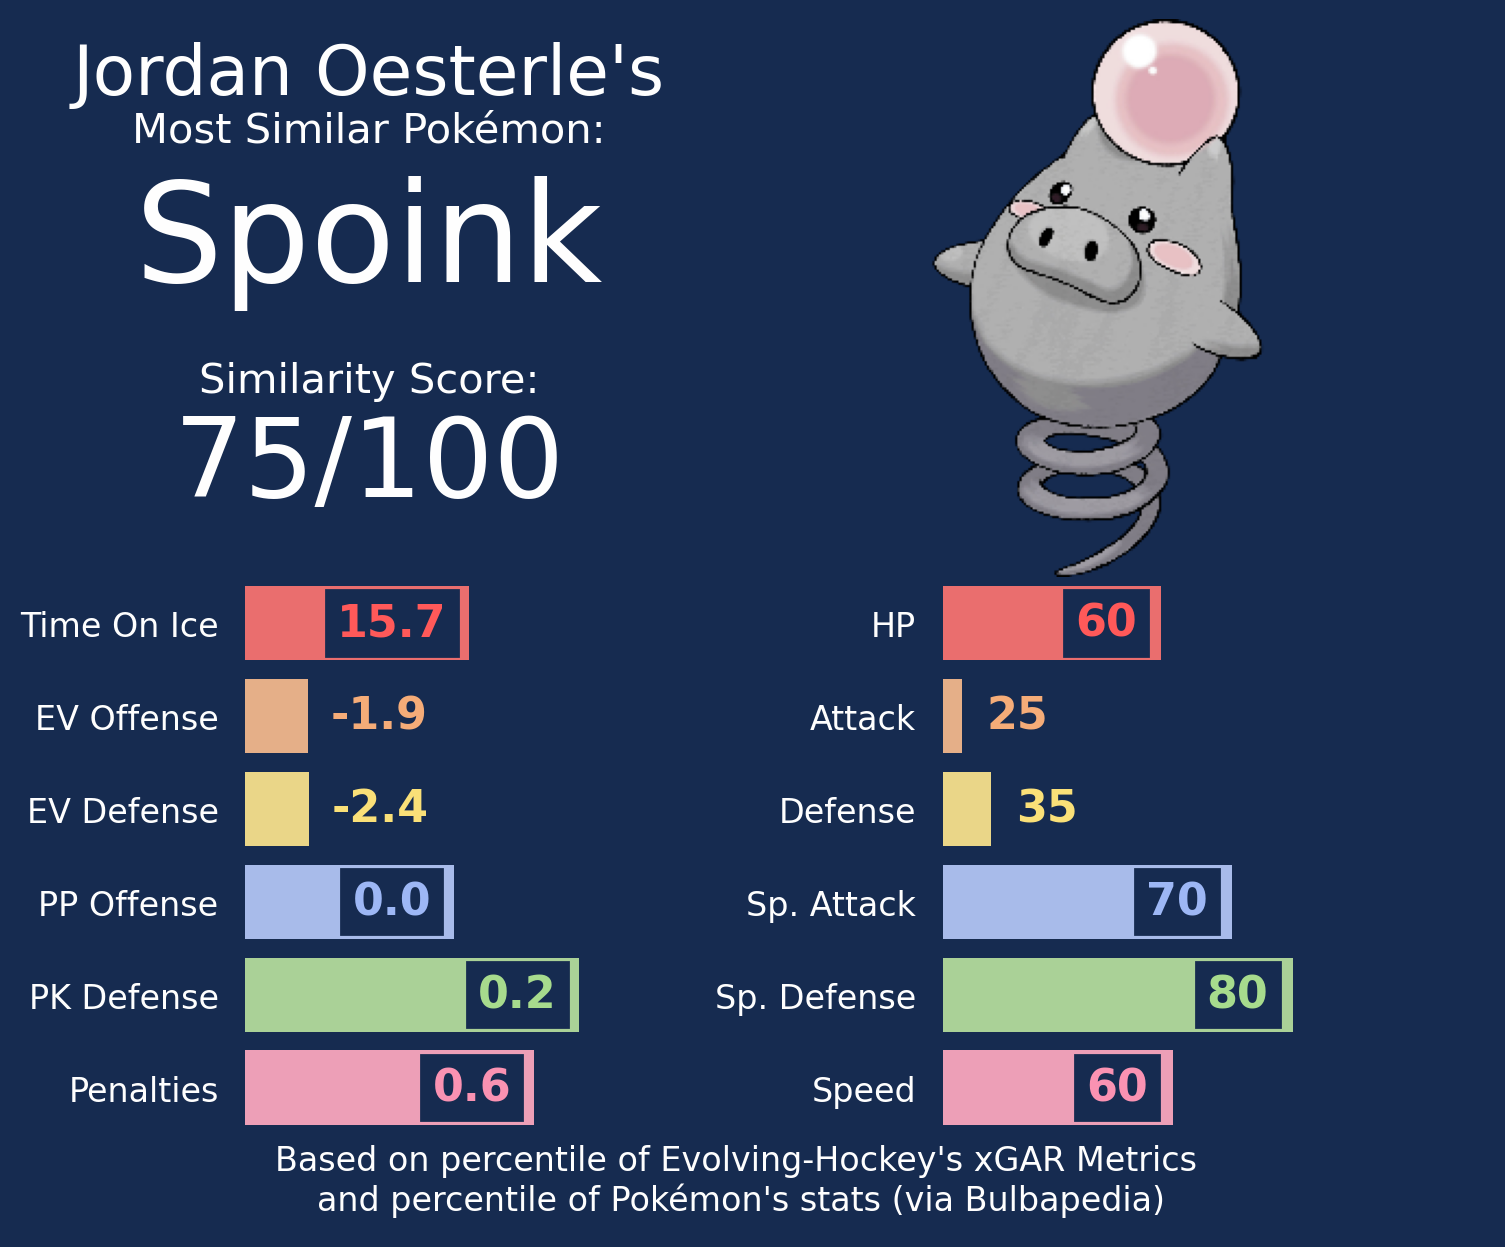 Jordan Oesterle's
Most Similar Pokémon:
Spoink
Similarity Score:
75/100
Time On Ice 15.7
EV Offense -1.9
EV Defense -2.4
PP Offense 0.0
PK Defense 0.2
Penalties 0.6
HP 60
Attack 25
Defense 35
Sp. Attack 70
Sp. Defense 80
Speed 60
Based on percentile of Evolving-Hockey's xGAR Metrics
and percentile of Pokémon's stats (via Bulbapedia)